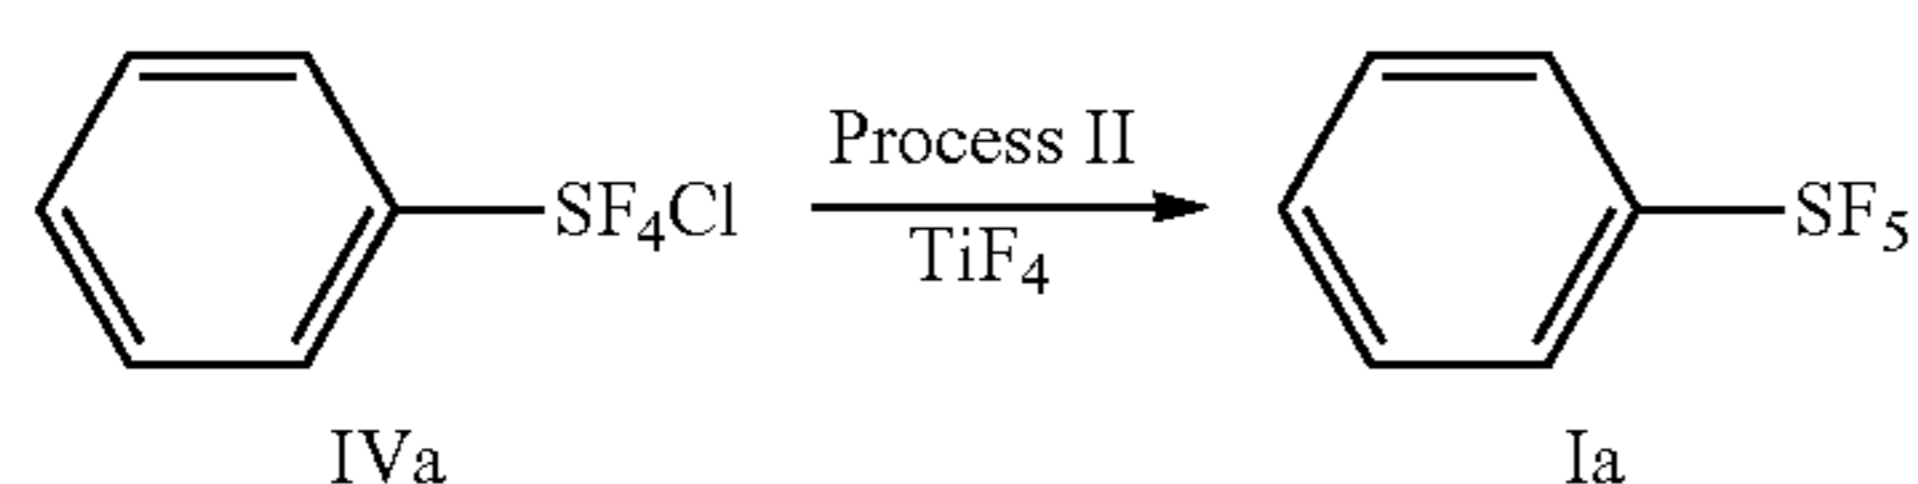 Process II
SF₄Cl
TiF₄
SF₅
IVa
Ia